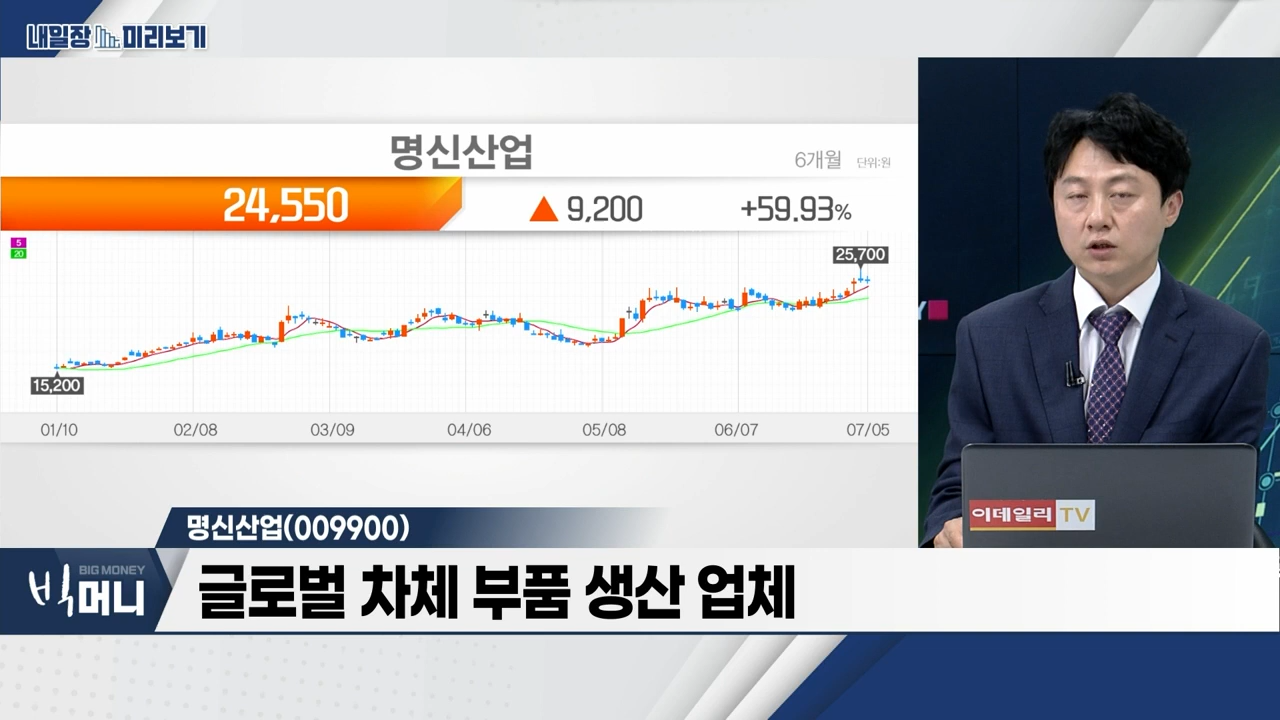 내일장 미리보기
명신산업
6개월 단위:원
24,550 ▲ 9,200 +59.93%
5
20
25,700
15,200
01/10 02/08 03/09 04/06 05/08 06/07 07/05
Y
이데일리 TV
명신산업(009900)
BIG MONEY
빅머니
글로벌 차체 부품 생산 업체